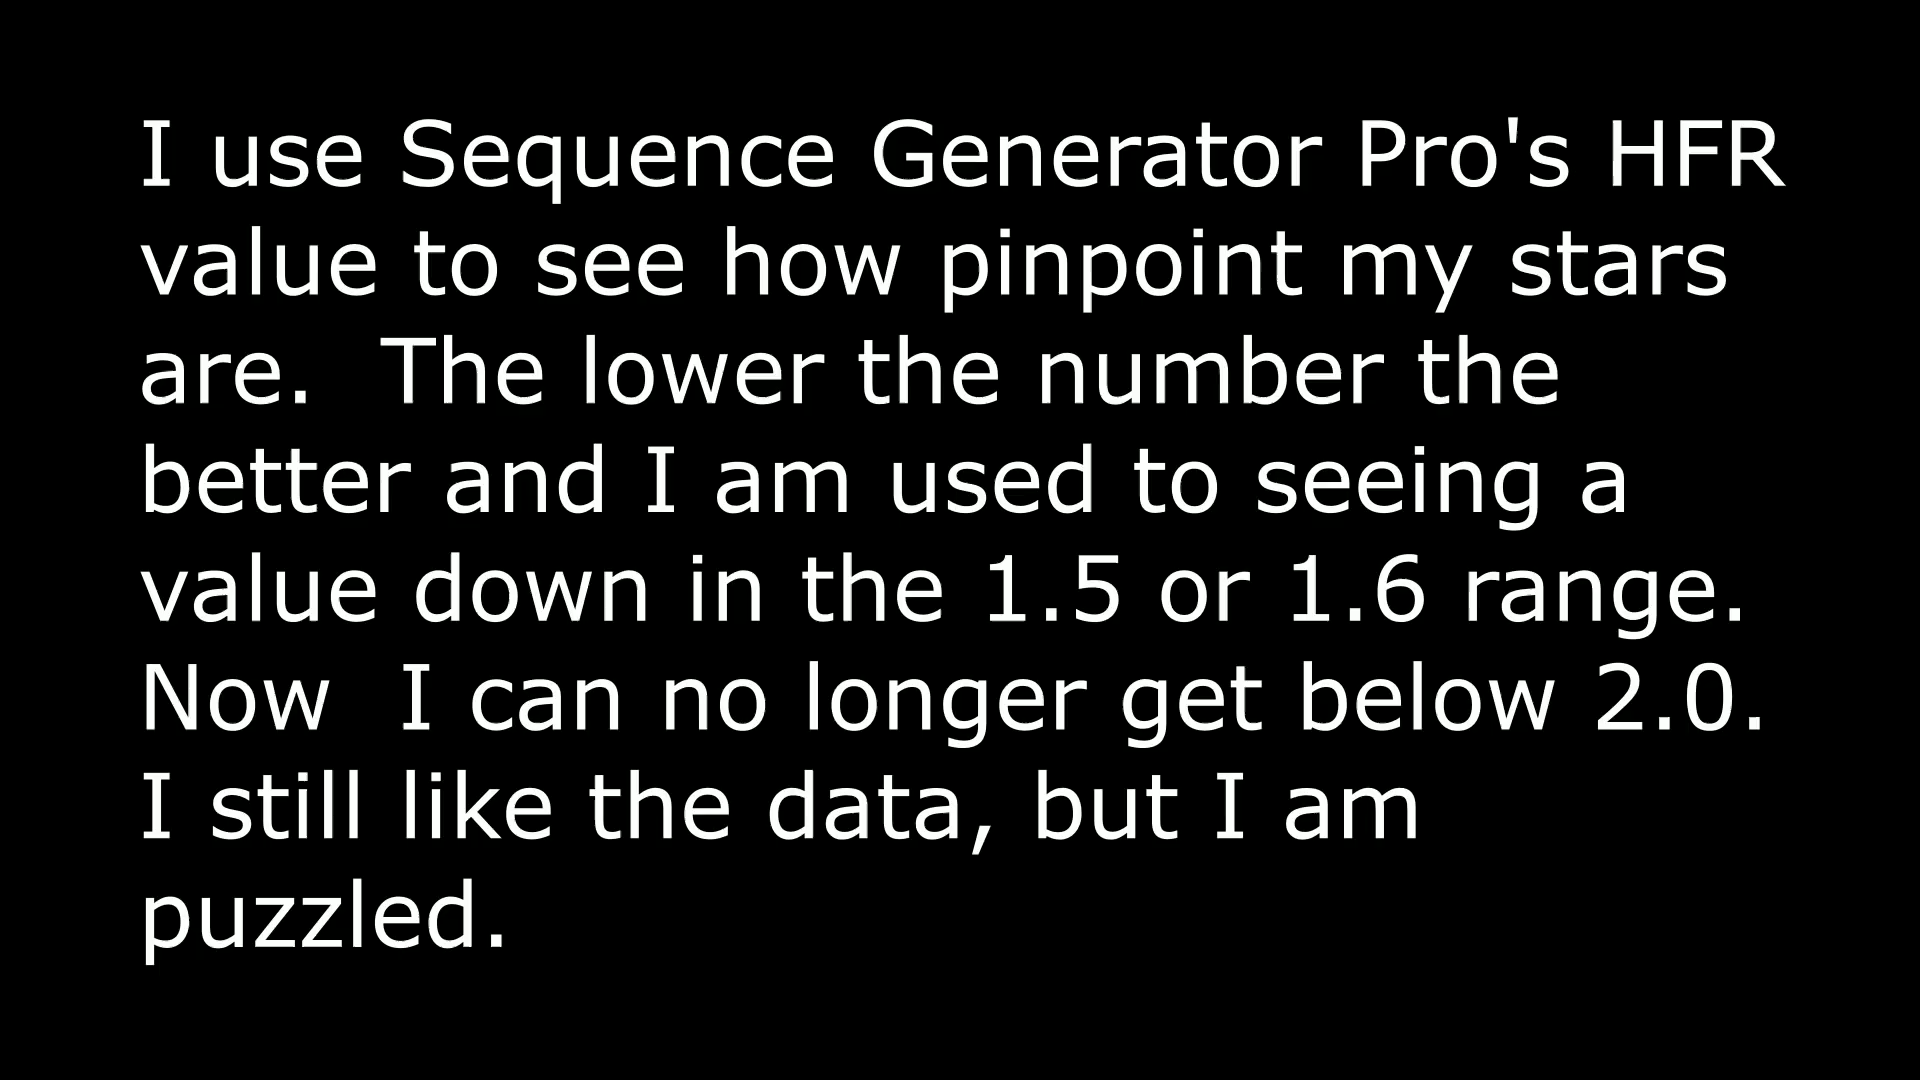 I use Sequence Generator Pro's HFR
value to see how pinpoint my stars
are.  The lower the number the
better and I am used to seeing a
value down in the 1.5 or 1.6 range.
Now  I can no longer get below 2.0.
I still like the data, but I am
puzzled.